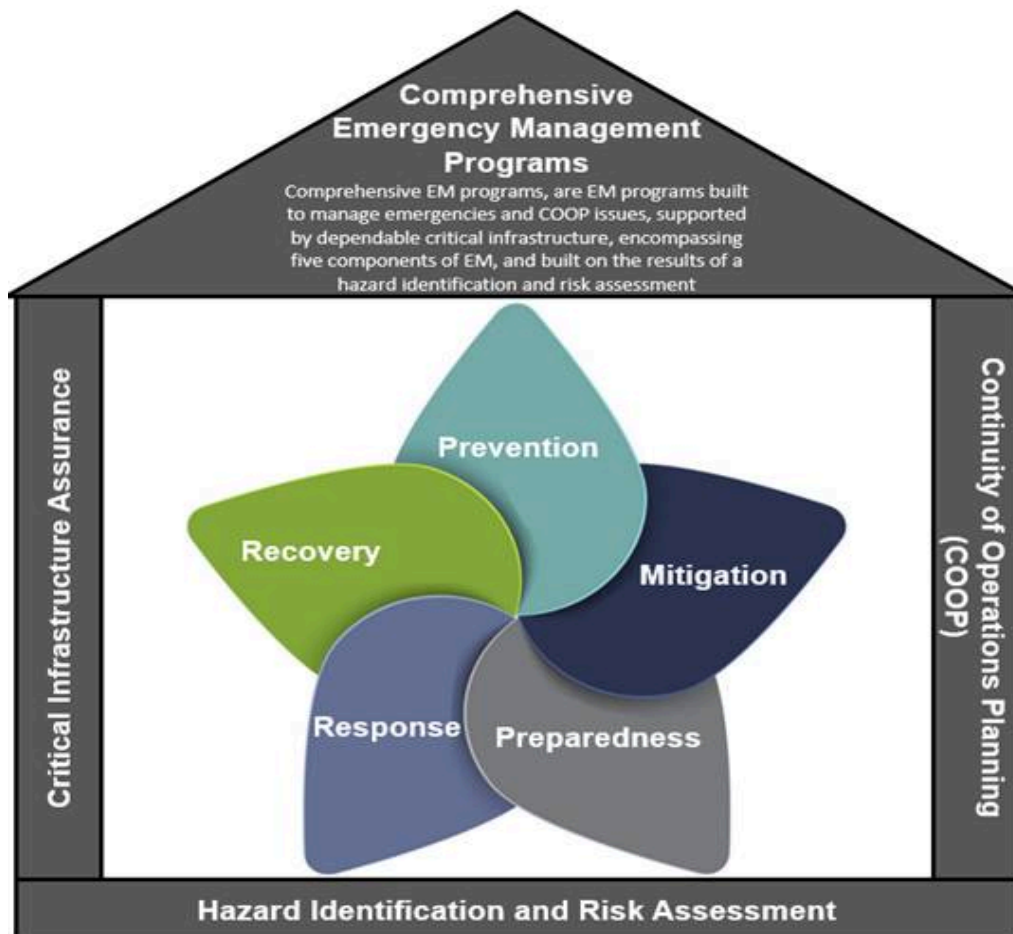 Comprehensive
Emergency Management
Programs
Comprehensive EM programs, are EM programs built
to manage emergencies and COOP issues, supported
by dependable critical infrastructure, encompassing
five components of EM, and built on the results of a
hazard identification and risk assessment
Critical Infrastructure Assurance
Prevention
Recovery
Mitigation
Response
Preparedness
Continuity of Operations Planning
(COOP)
Hazard Identification and Risk Assessment